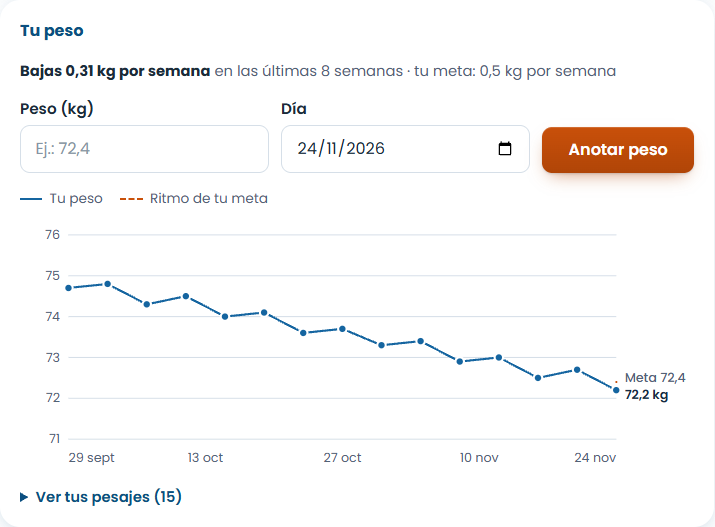 Tu peso
Bajas 0,31 kg por semana en las últimas 8 semanas · tu meta: 0,5 kg por semana
Peso (kg)
Día
Ej.: 72,4
24/11/2026
Anotar peso
Tu peso
Ritmo de tu meta
76
75
74
73
72
71
Meta 72,4
72,2 kg
29 sept
13 oct
27 oct
10 nov
24 nov
Ver tus pesajes (15)